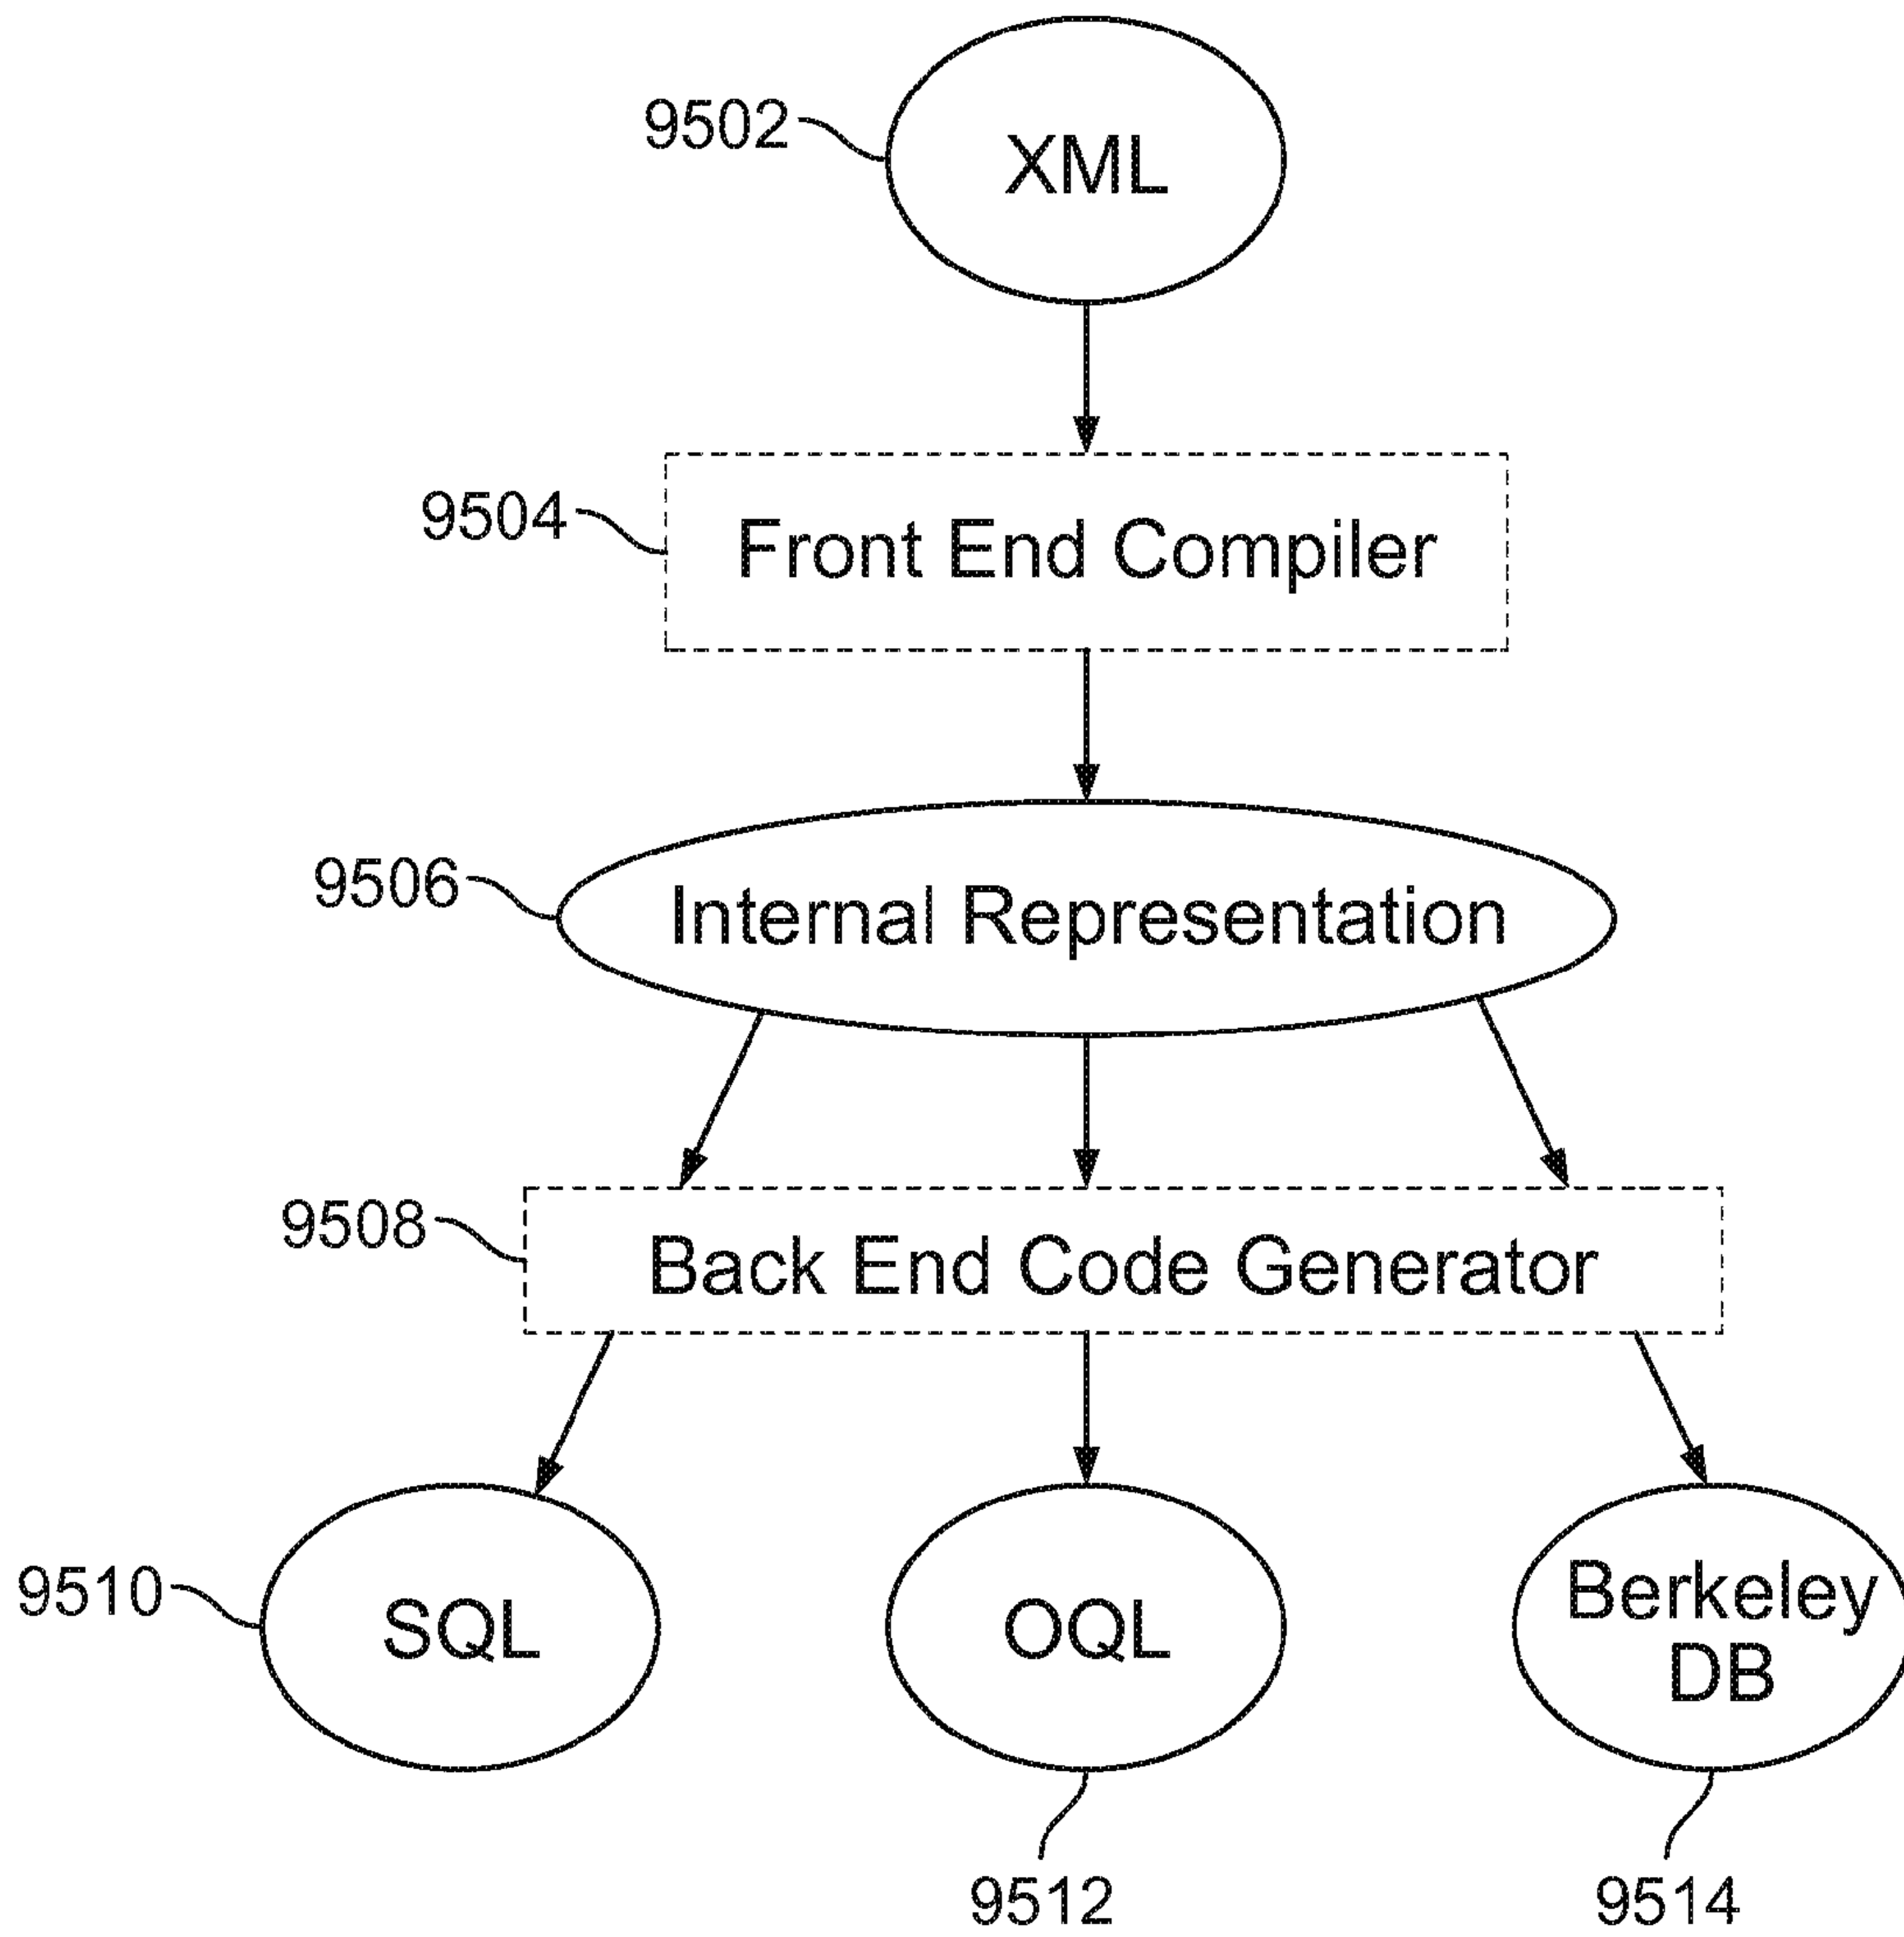 9502
XML
9504
Front End Compiler
9506
Internal Representation
9508
Back End Code Generator
9510
SQL
OQL
Berkeley
DB
9512
9514